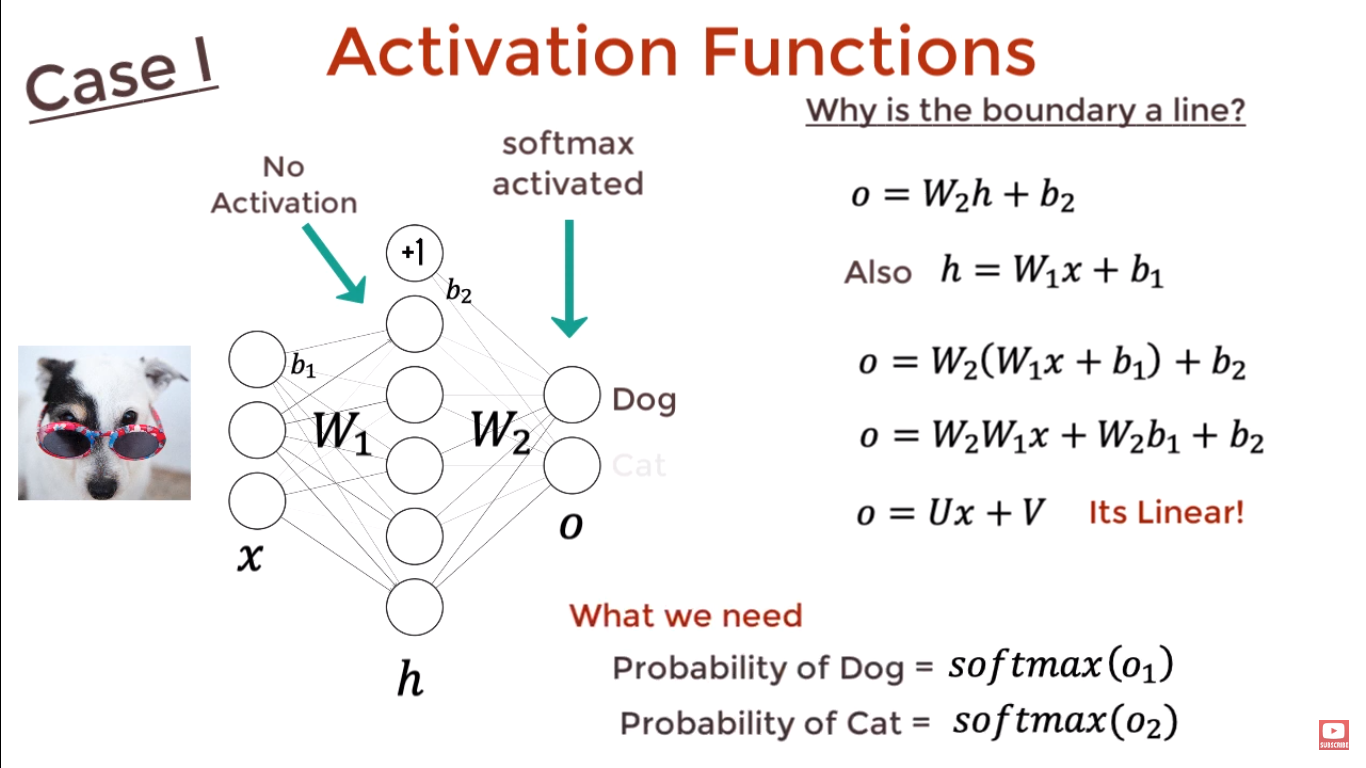 Case I
Activation Functions
Why is the boundary a line?
No
Activation
softmax
activated
+1
b₂
b₁
W₁
W₂
Dog
Cat
x
h
o
o = W₂h + b₂
Also h = W₁x + b₁
o = W₂(W₁x + b₁) + b₂
o = W₂W₁x + W₂b₁ + b₂
o = Ux + V Its Linear!
What we need
Probability of Dog = softmax(o₁)
Probability of Cat = softmax(o₂)
SUBSCRIBE